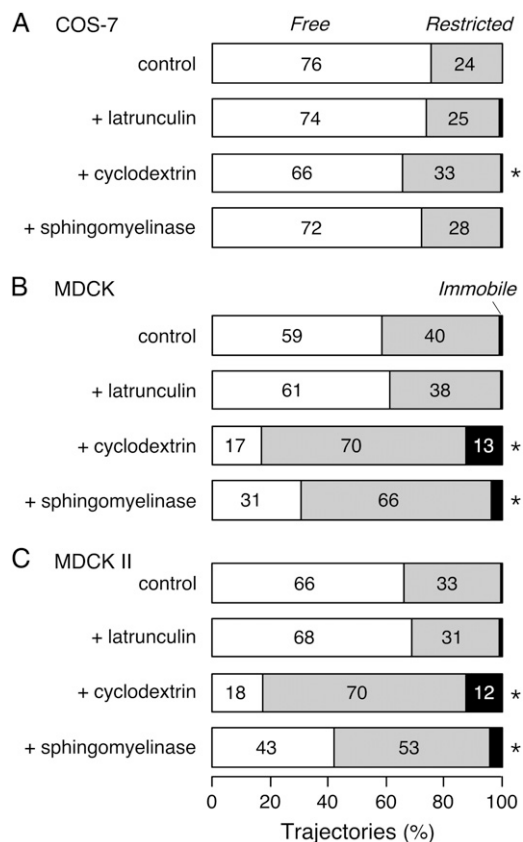 A COS-7 Free Restricted
control 76 24
+ latrunculin 74 25
+ cyclodextrin 66 33 *
+ sphingomyelinase 72 28
B MDCK Immobile
control 59 40
+ latrunculin 61 38
+ cyclodextrin 17 70 13 *
+ sphingomyelinase 31 66 *
C MDCK II
control 66 33
+ latrunculin 68 31
+ cyclodextrin 18 70 12 *
+ sphingomyelinase 43 53 *
0 20 40 60 80 100
Trajectories (%)